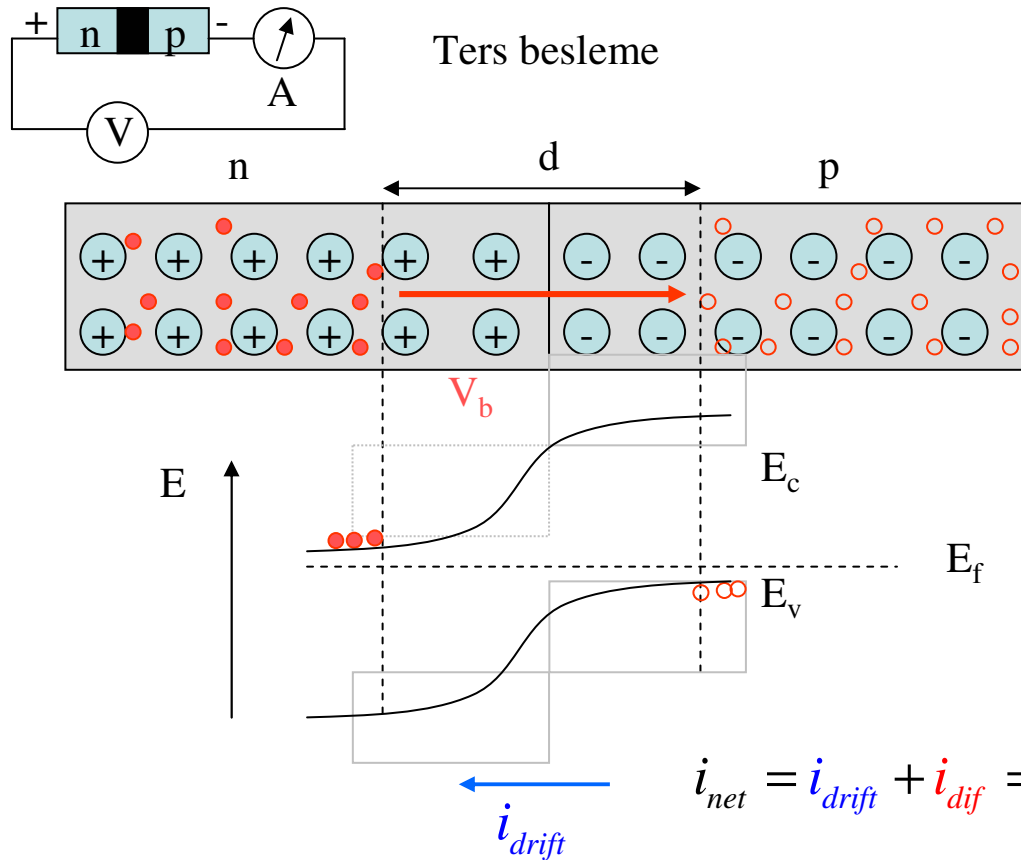 + n p -
A
V
Ters besleme
n d p
+ + + + + + - - - - - -
+ + + + + + - - - - - -
V_b
E
E_c
E_f
E_v
i_drift
i_net = i_drift + i_dif =